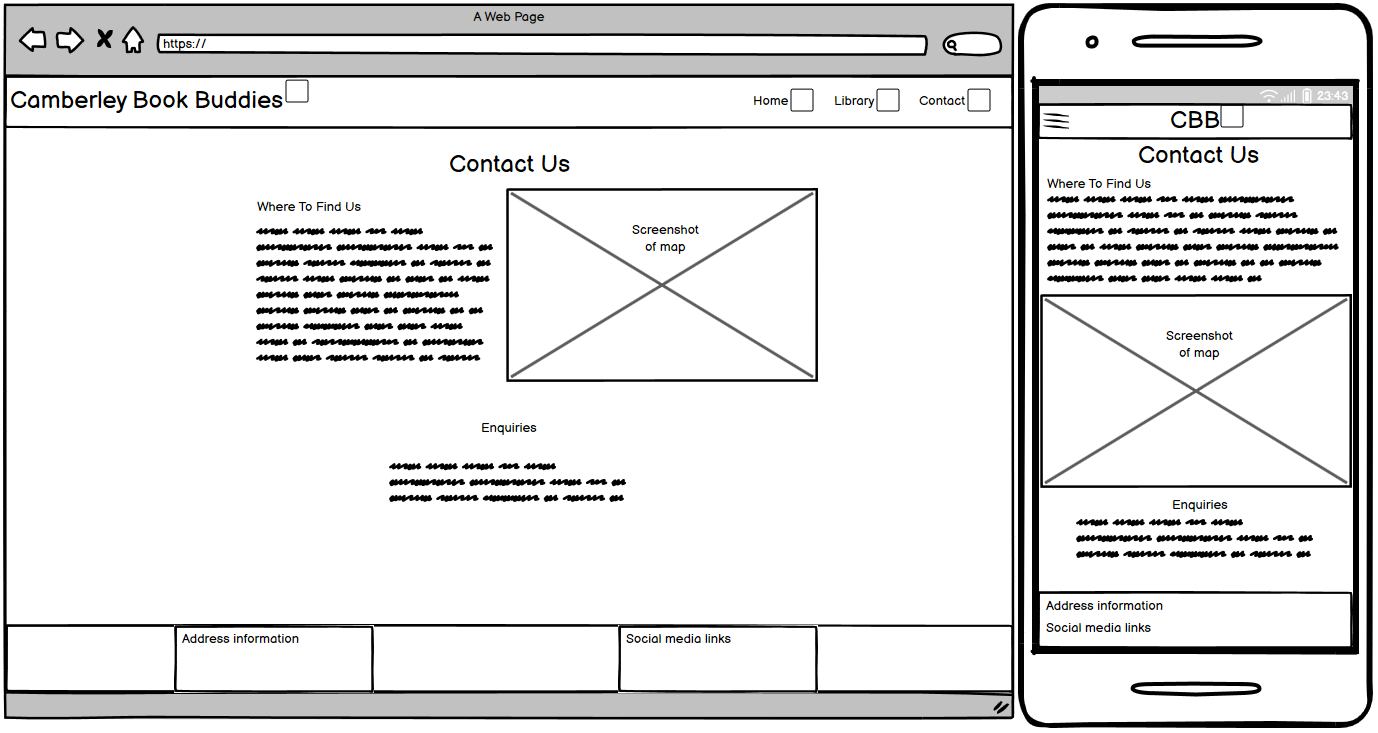 A Web Page
https://
Camberley Book Buddies
Home Library Contact
Contact Us
Where To Find Us
Screenshot
of map
Enquiries
Address information
Social media links
23:43
CBB
Contact Us
Where To Find Us
Screenshot
of map
Enquiries
Address information
Social media links